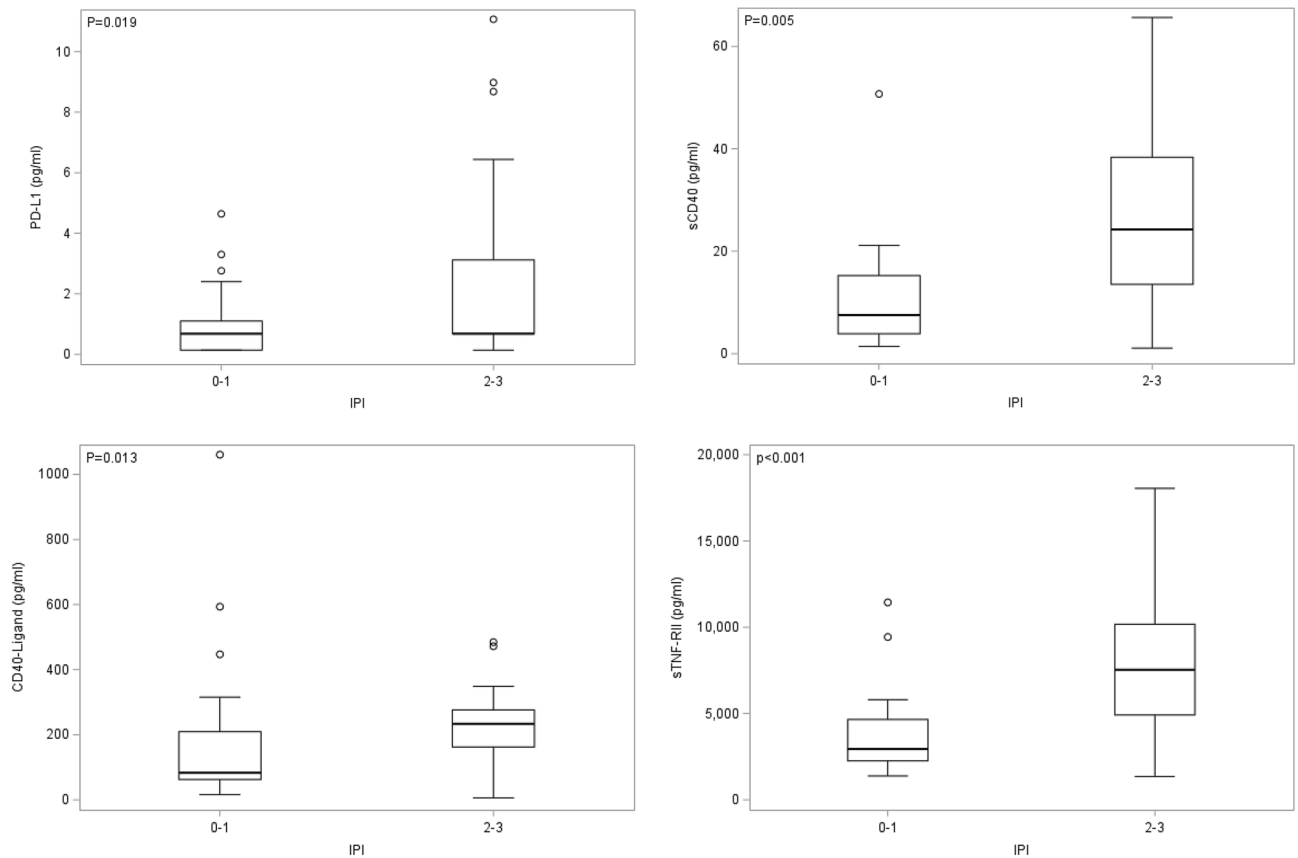 P=0.019
PD-L1 (pg/ml)
10
8
6
4
2
0
0-1
2-3
IPI
P=0.005
sCD40 (pg/ml)
60
40
20
0
0-1
2-3
IPI
P=0.013
CD40-Ligand (pg/ml)
1000
800
600
400
200
0
0-1
2-3
IPI
p<0.001
sTNF-RII (pg/ml)
20,000
15,000
10,000
5,000
0
0-1
2-3
IPI